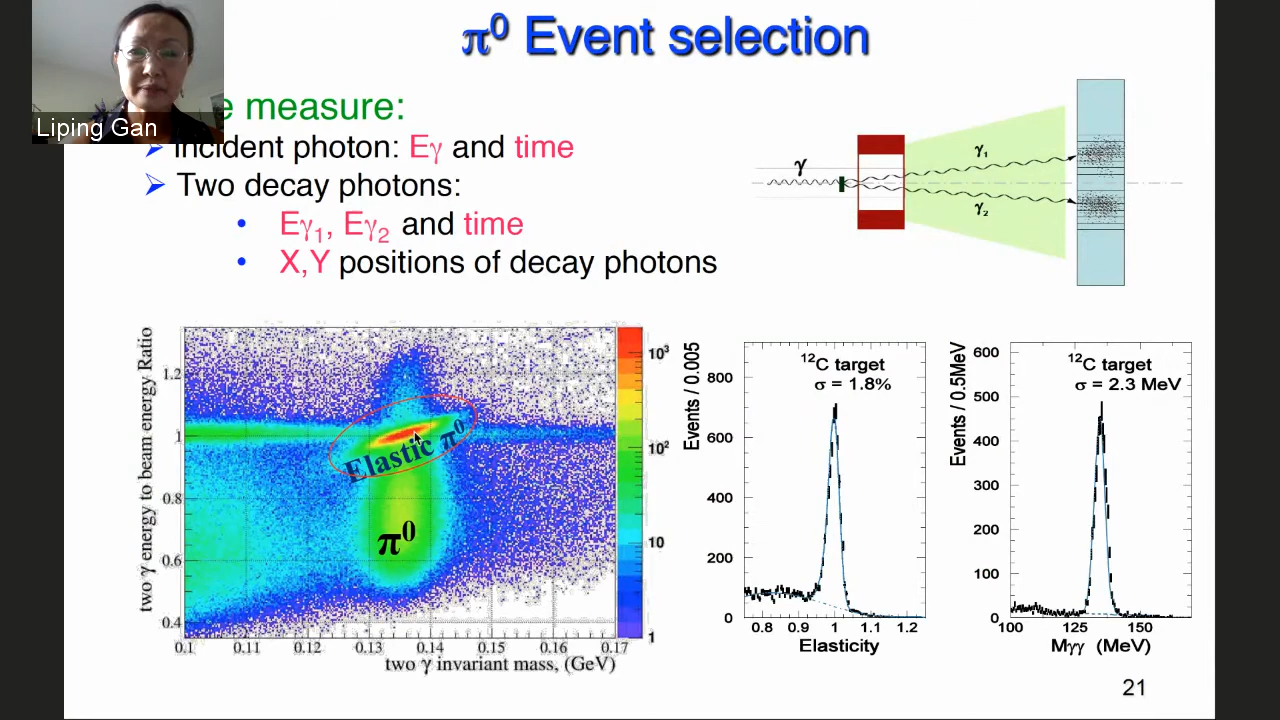 π⁰ Event selection
Liping Gan
e measure:
Incident photon: Eγ and time
Two decay photons:
• Eγ₁, Eγ₂ and time
• X,Y positions of decay photons
γ
γ₁
γ₂
two γ energy to beam energy Ratio
1.2
1
0.8
0.6
0.4
0.1 0.11 0.12 0.13 0.14 0.15 0.16 0.17
two γ invariant mass, (GeV)
Elastic π⁰
π⁰
10³
10²
10
1
Events / 0.005
¹²C target
σ = 1.8%
800
600
400
200
0
0.8 0.9 1 1.1 1.2
Elasticity
Events / 0.5MeV
¹²C target
σ = 2.3 MeV
600
500
400
300
200
100
0
100 125 150
Mγγ (MeV)
21